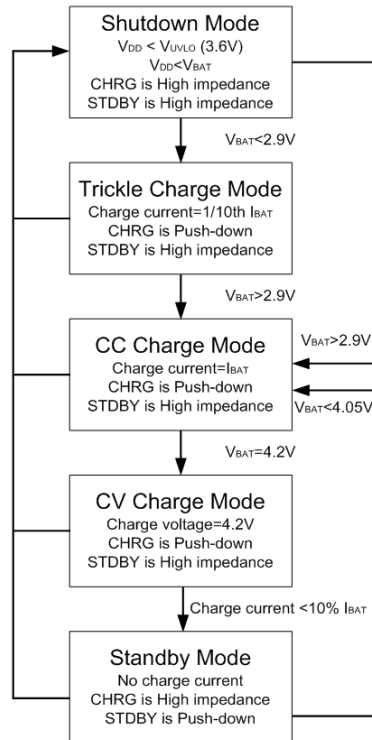 Shutdown Mode
VDD < VUVLO (3.6V)
VDD<VBAT
CHRG is High impedance
STDBY is High impedance
VBAT<2.9V
Trickle Charge Mode
Charge current=1/10th IBAT
CHRG is Push-down
STDBY is High impedance
VBAT>2.9V
CC Charge Mode
Charge current=IBAT
CHRG is Push-down
STDBY is High impedance
VBAT>2.9V
VBAT<4.05V
VBAT=4.2V
CV Charge Mode
Charge voltage=4.2V
CHRG is Push-down
STDBY is High impedance
Charge current <10% IBAT
Standby Mode
No charge current
CHRG is High impedance
STDBY is Push-down